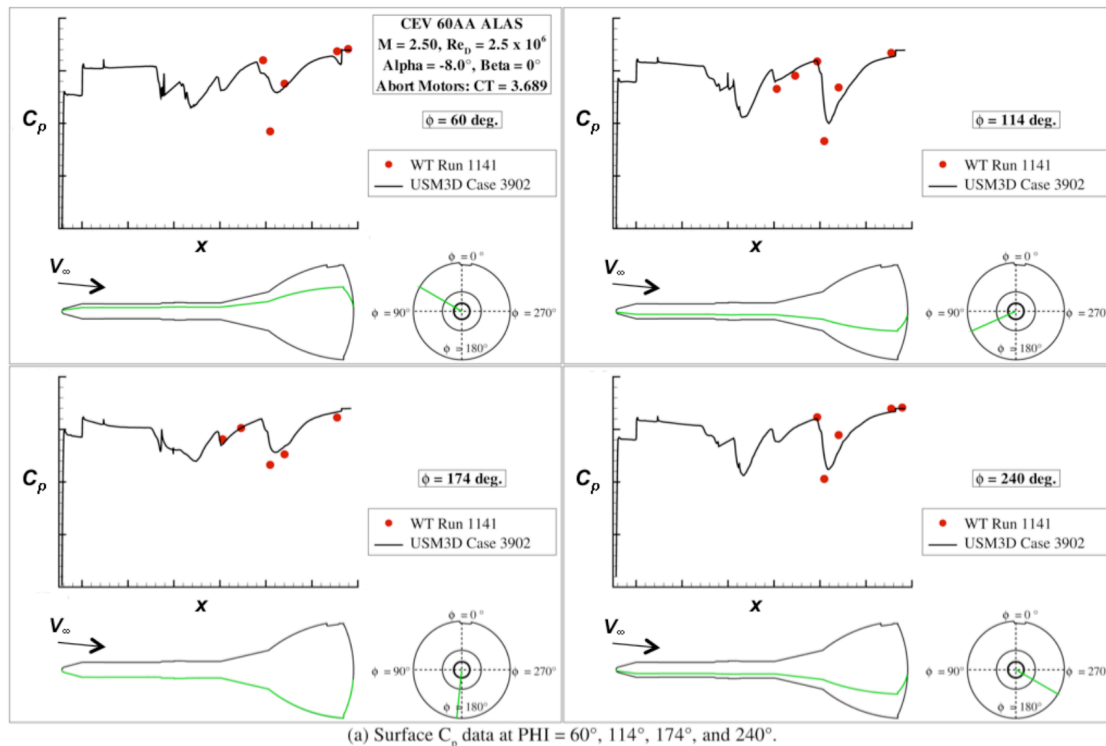 CEV 60AA ALAS
M = 2.50, Re_D = 2.5 x 10^6
Alpha = -8.0°, Beta = 0°
Abort Motors: CT = 3.689
C_p
ϕ = 60 deg.
WT Run 1141
USM3D Case 3902
x
V_∞
ϕ = 0°
ϕ = 90°
ϕ = 270°
ϕ = 180°
C_p
ϕ = 114 deg.
WT Run 1141
USM3D Case 3902
x
V_∞
ϕ = 0°
ϕ = 90°
ϕ = 270°
ϕ = 180°
C_p
ϕ = 174 deg.
WT Run 1141
USM3D Case 3902
x
V_∞
ϕ = 0°
ϕ = 90°
ϕ = 270°
ϕ = 180°
C_p
ϕ = 240 deg.
WT Run 1141
USM3D Case 3902
x
V_∞
ϕ = 0°
ϕ = 90°
ϕ = 270°
ϕ = 180°
(a) Surface C_p data at PHI = 60°, 114°, 174°, and 240°.